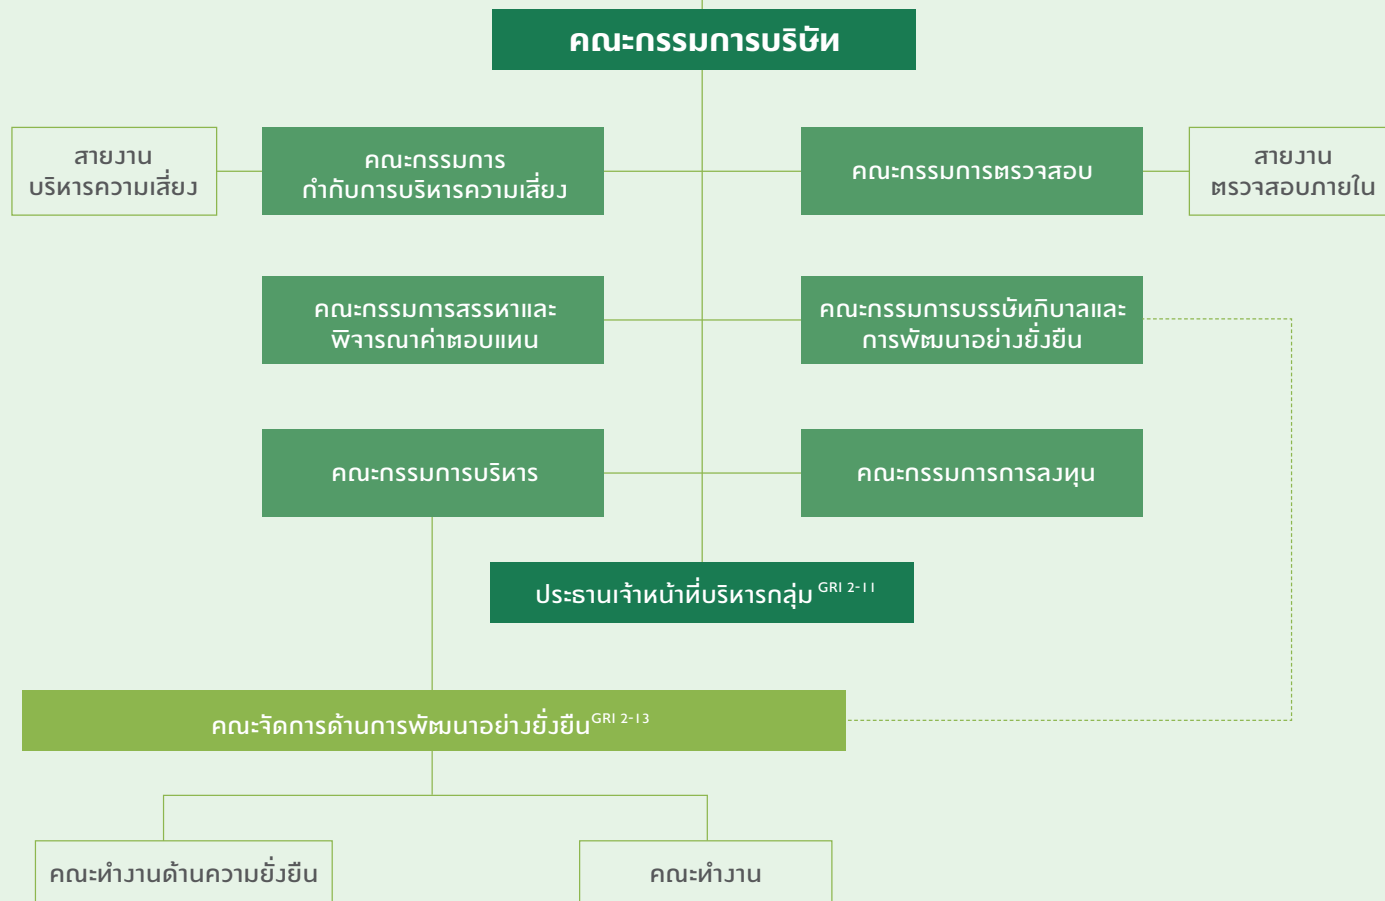 คณะกรรมการบริษัท
สายงาน
บริหารความเสี่ยง
คณะกรรมการ
กำกับการบริหารความเสี่ยง
คณะกรรมการตรวจสอบ
สายงาน
ตรวจสอบภายใน
คณะกรรมการสรรหาและ
พิจารณาค่าตอบแทน
คณะกรรมการบรรษัทภิบาลและ
การพัฒนาอย่างยั่งยืน
คณะกรรมการบริหาร
คณะกรรมการการลงทุน
ประธานเจ้าหน้าที่บริหารกลุ่ม GRI 2-11
คณะจัดการด้านการพัฒนาอย่างยั่งยืน GRI 2-13
คณะทำงานด้านความยั่งยืน
คณะทำงาน